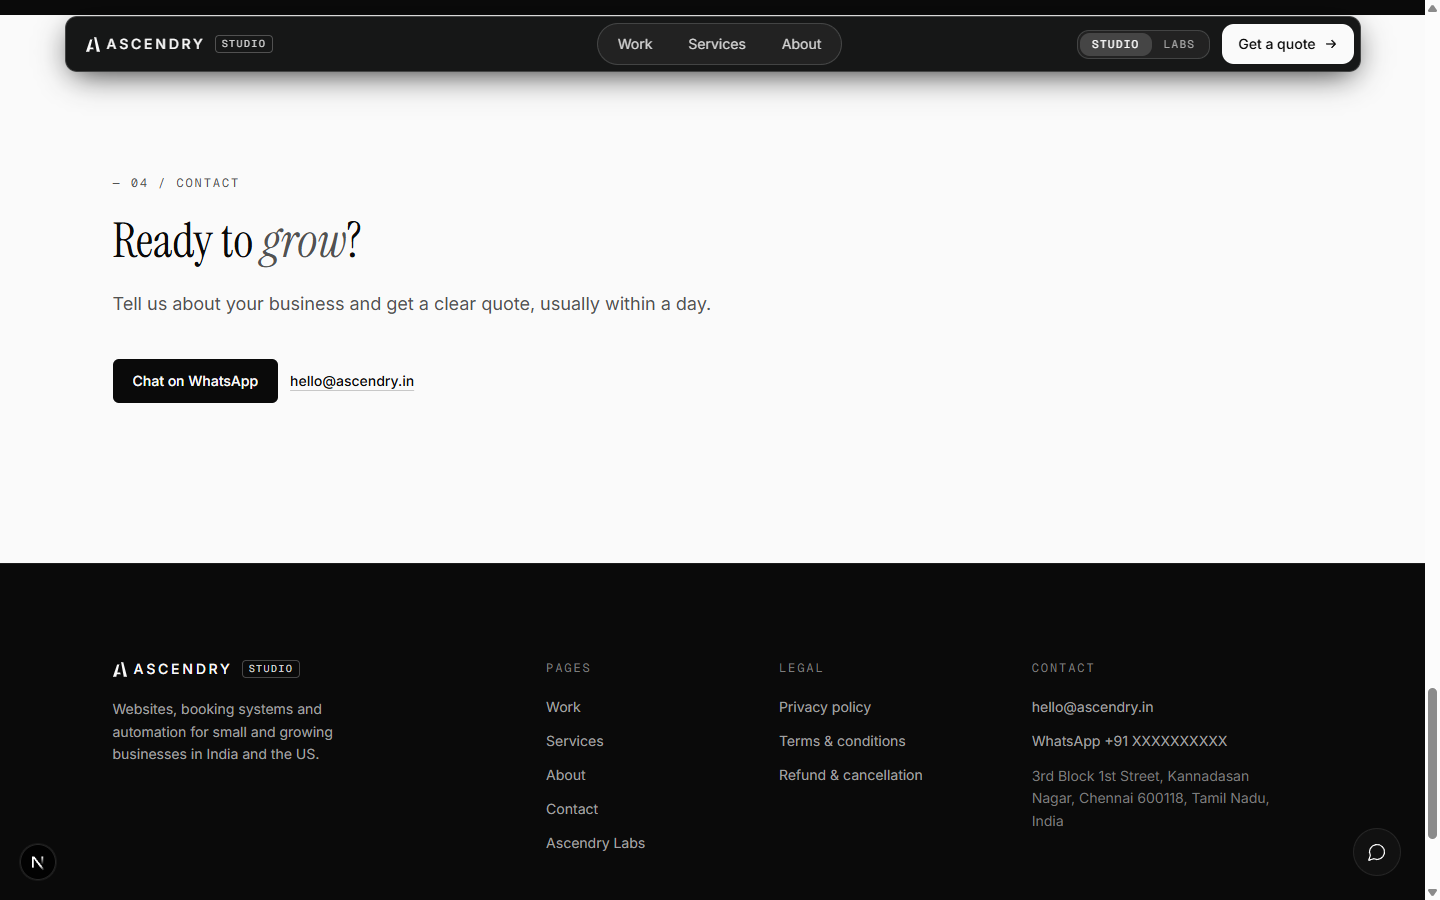 ASCENDRY STUDIO
Work Services About
STUDIO LABS
Get a quote →
— 04 / CONTACT
Ready to grow?
Tell us about your business and get a clear quote, usually within a day.
Chat on WhatsApp
hello@ascendry.in
ASCENDRY STUDIO
Websites, booking systems and
automation for small and growing
businesses in India and the US.
PAGES
Work
Services
About
Contact
Ascendry Labs
LEGAL
Privacy policy
Terms & conditions
Refund & cancellation
CONTACT
hello@ascendry.in
WhatsApp +91 XXXXXXXXXX
3rd Block 1st Street, Kannadasan
Nagar, Chennai 600118, Tamil Nadu,
India
N